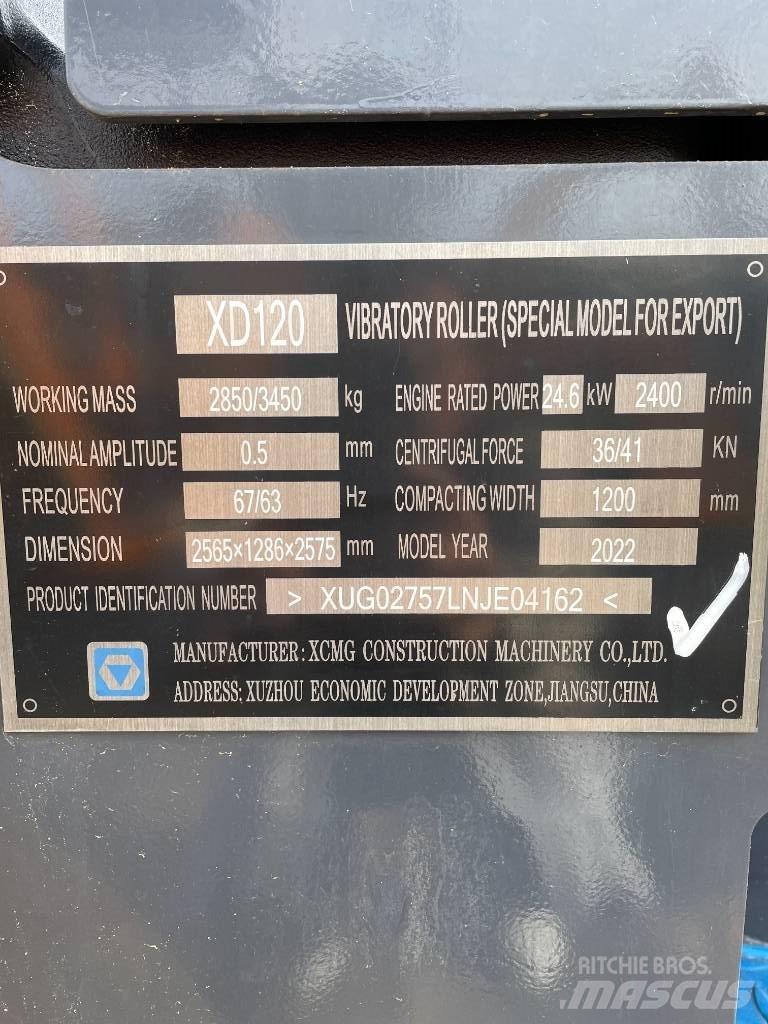 XD120 VIBRATORY ROLLER (SPECIAL MODEL FOR EXPORT)
WORKING MASS 2850/3450 kg ENGINE RATED POWER 24.6 kW 2400 r/min
NOMINAL AMPLITUDE 0.5 mm CENTRIFUGAL FORCE 36/41 KN
FREQUENCY 67/63 Hz COMPACTING WIDTH 1200 mm
DIMENSION 2565×1286×2575 mm MODEL YEAR 2022
PRODUCT IDENTIFICATION NUMBER > XUG02757LNJE04162 <
MANUFACTURER: XCMG CONSTRUCTION MACHINERY CO.,LTD.
ADDRESS: XUZHOU ECONOMIC DEVELOPMENT ZONE,JIANGSU,CHINA
RITCHIE BROS.
MASCUS